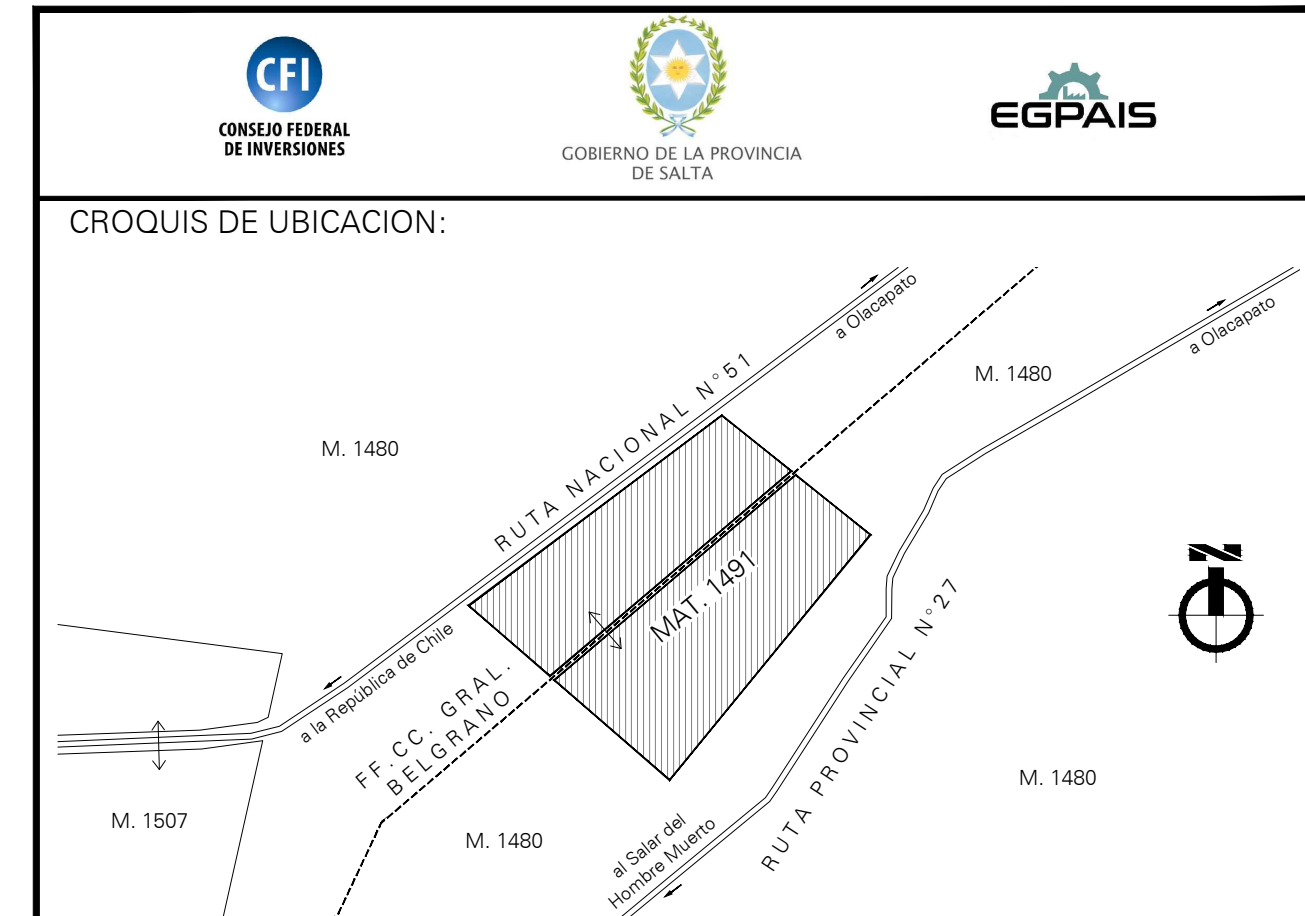 CFI
CONSEJO FEDERAL
DE INVERSIONES
GOBIERNO DE LA PROVINCIA
DE SALTA
EGPAIS
CROQUIS DE UBICACION:
a Olacapato
a Olacapato
RUTA NACIONAL N°51
M. 1480
M. 1480
MAT. 1491
N
a la República de Chile
FF.CC. GRAL.
BELGRANO
RUTA PROVINCIAL N°27
M. 1507
M. 1480
M. 1480
al Salar del
Hombre Muerto